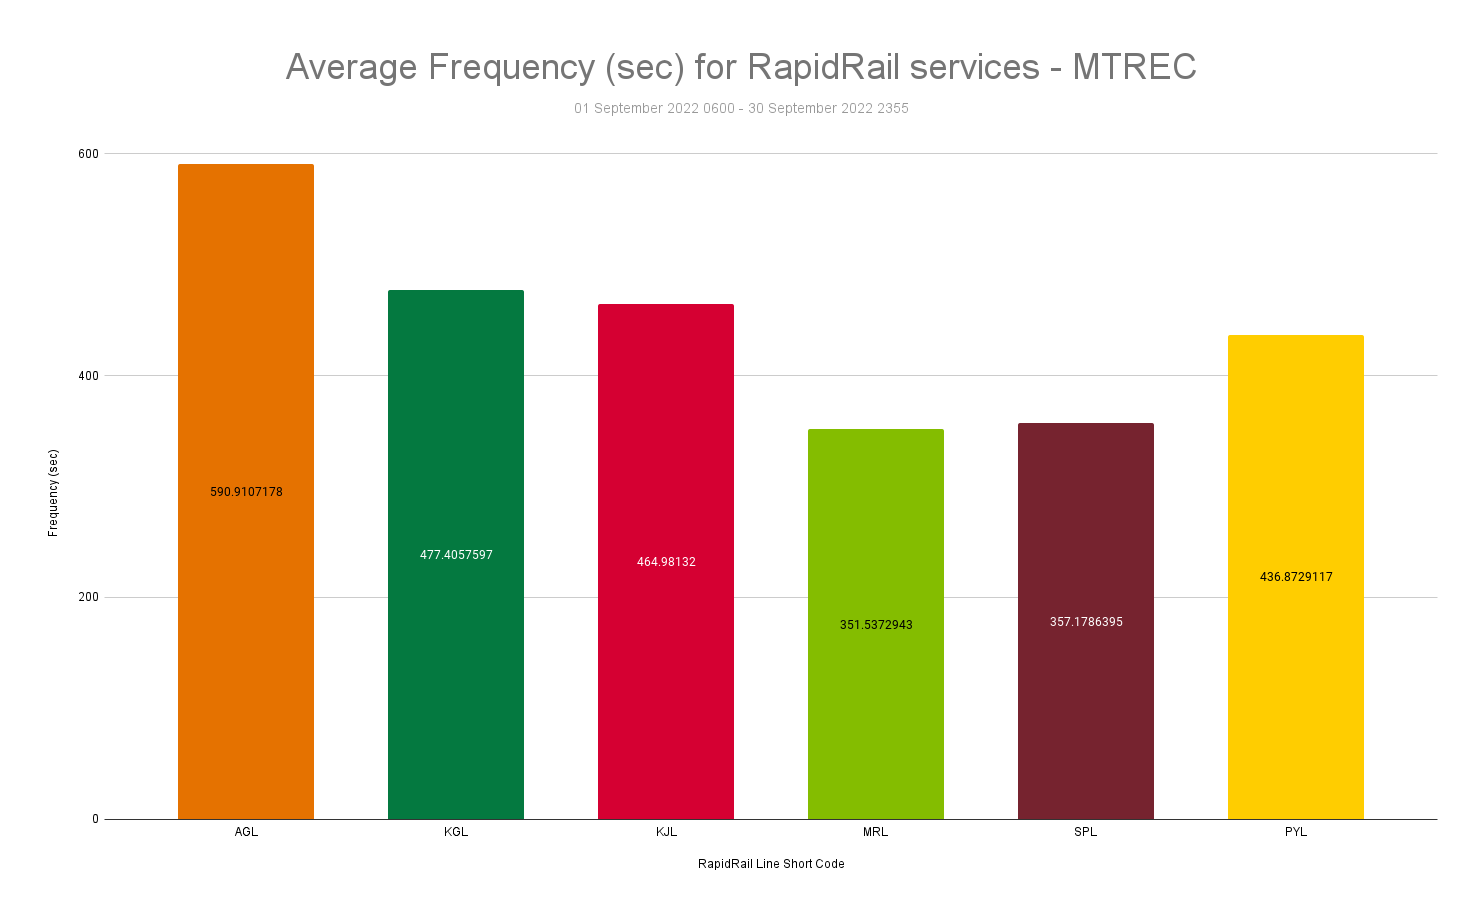 Average Frequency (sec) for RapidRail services - MTREC
01 September 2022 0600 - 30 September 2022 2355
600
400
200
0
Frequency (sec)
590.9107178
477.4057597
464.98132
351.5372943
357.1786395
436.8729117
AGL
KGL
KJL
MRL
SPL
PYL
RapidRail Line Short Code